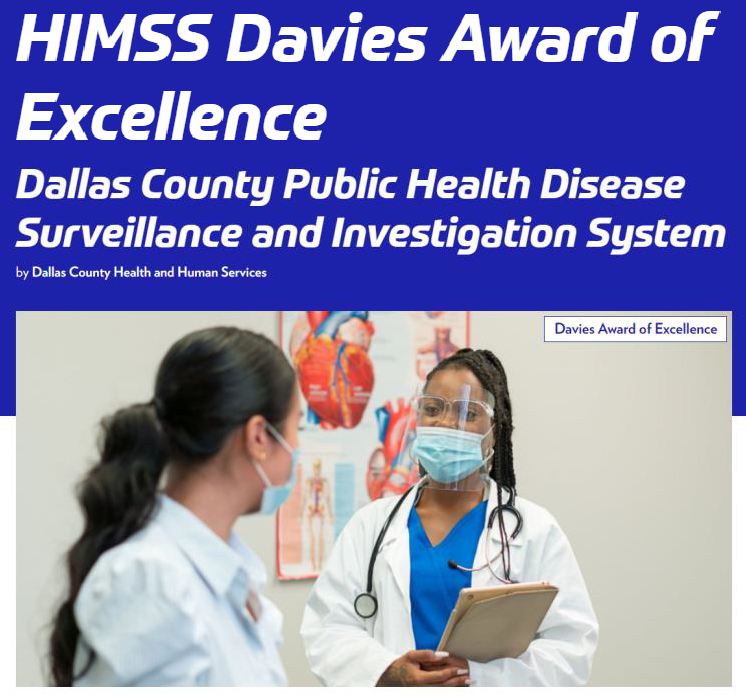 HIMSS Davies Award of
Excellence
Dallas County Public Health Disease
Surveillance and Investigation System
by Dallas County Health and Human Services
Davies Award of Excellence